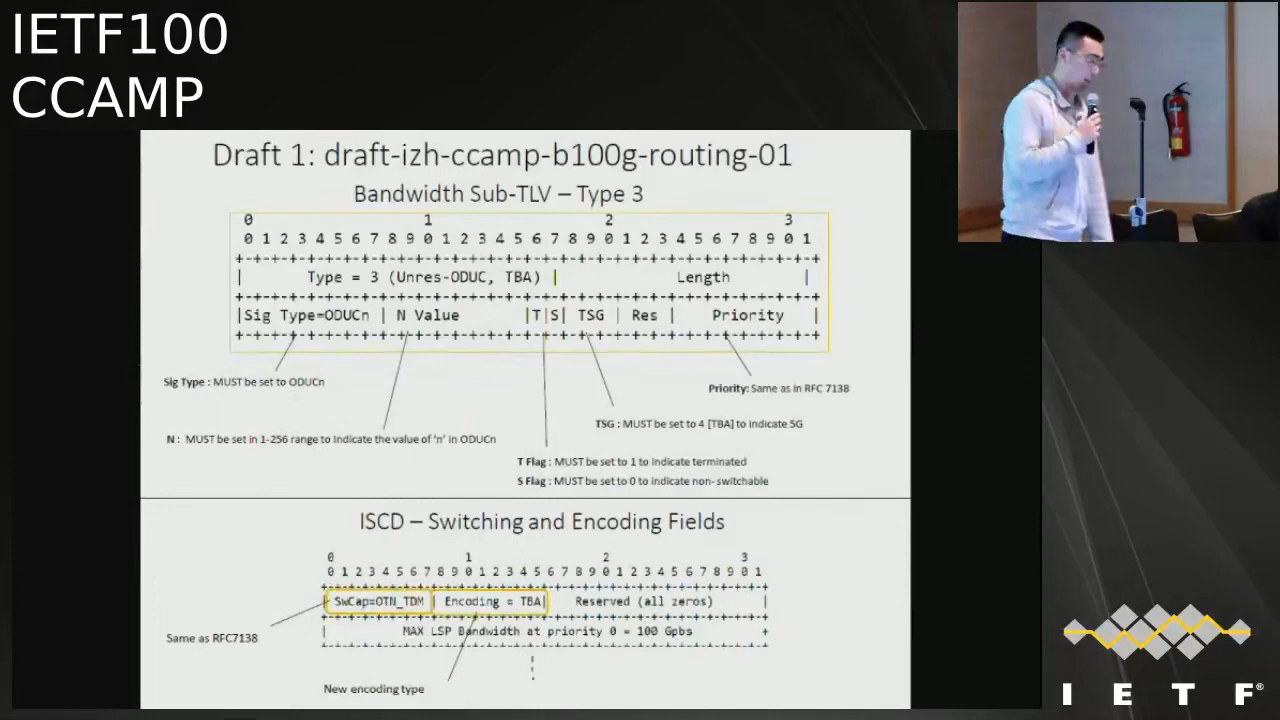 IETF100
CCAMP
Draft 1: draft-izh-ccamp-b100g-routing-01
Bandwidth Sub-TLV – Type 3
0 1 2 3
0 1 2 3 4 5 6 7 8 9 0 1 2 3 4 5 6 7 8 9 0 1 2 3 4 5 6 7 8 9 0 1
+-+-+-+-+-+-+-+-+-+-+-+-+-+-+-+-+-+-+-+-+-+-+-+-+-+-+-+-+-+-+-+-+
| Type = 3 (Unres-ODUC, TBA) | Length |
+-+-+-+-+-+-+-+-+-+-+-+-+-+-+-+-+-+-+-+-+-+-+-+-+-+-+-+-+-+-+-+-+
|Sig Type=ODUCn | N Value |T|S| TSG | Res | Priority |
+-+-+-+-+-+-+-+-+-+-+-+-+-+-+-+-+-+-+-+-+-+-+-+-+-+-+-+-+-+-+-+-+
Sig Type : MUST be set to ODUCn
Priority: Same as in RFC 7138
TSG : MUST be set to 4 [TBA] to indicate 5G
N : MUST be set in 1-256 range to indicate the value of 'n' in ODUCn
T Flag : MUST be set to 1 to indicate terminated
S Flag : MUST be set to 0 to indicate non-switchable
ISCD – Switching and Encoding Fields
0 1 2 3
0 1 2 3 4 5 6 7 8 9 0 1 2 3 4 5 6 7 8 9 0 1 2 3 4 5 6 7 8 9 0 1
+-+-+-+-+-+-+-+-+-+-+-+-+-+-+-+-+-+-+-+-+-+-+-+-+-+-+-+-+-+-+-+-+
| SwCap=OTN_TDM | Encoding = TBA| Reserved (all zeros) |
+-+-+-+-+-+-+-+-+-+-+-+-+-+-+-+-+-+-+-+-+-+-+-+-+-+-+-+-+-+-+-+-+
| MAX LSP Bandwidth at priority 0 = 100 Gpbs +
+-+-+-+-+-+-+-+-+-+-+-+-+-+-+-+-+-+-+-+-+-+-+-+-+-+-+-+-+-+-+-+-+
Same as RFC7138
New encoding type
I E T F®